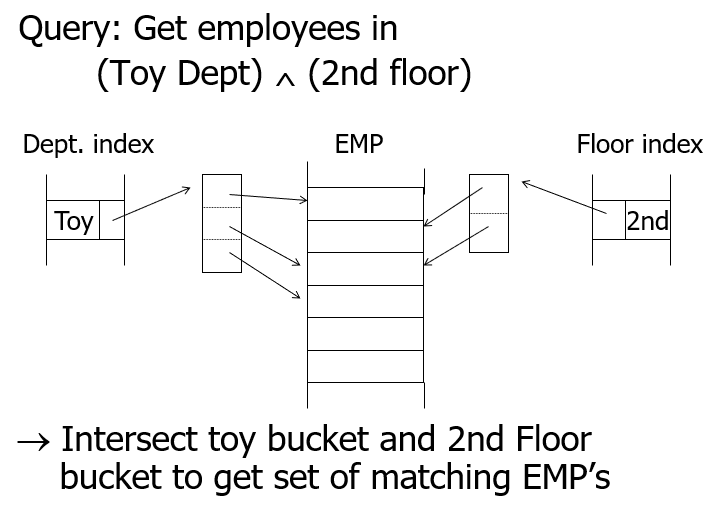 Query: Get employees in
(Toy Dept) ^ (2nd floor)
Dept. index
EMP
Floor index
Toy
2nd
→ Intersect toy bucket and 2nd Floor
bucket to get set of matching EMP’s